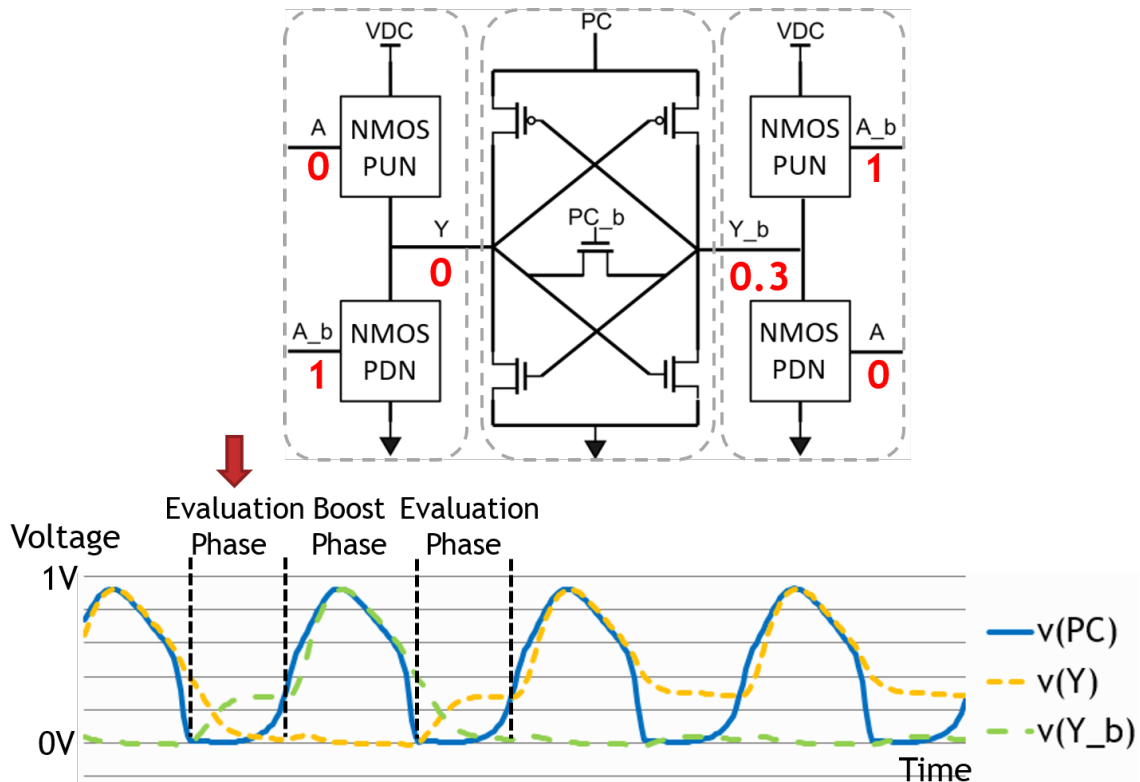 VDC
PC
VDC
A
NMOS
PUN
NMOS
PUN
A_b
0
1
Y
PC_b
Y_b
0
0.3
A_b
NMOS
PDN
NMOS
PDN
A
1
0
Evaluation
Phase
Boost
Phase
Evaluation
Phase
Voltage
1V
v(PC)
v(Y)
0V
v(Y_b)
Time